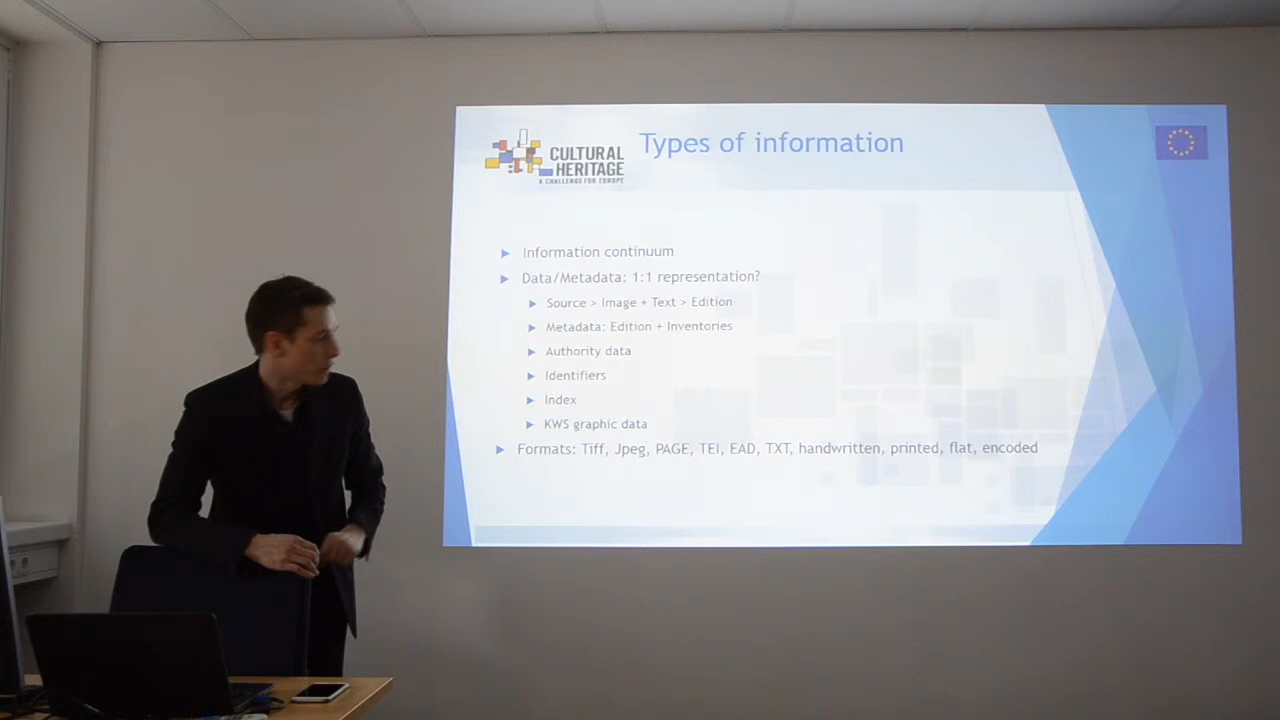 CULTURAL
HERITAGE
A CHALLENGE FOR EUROPE
Types of information
Information continuum
Data/Metadata: 1:1 representation?
Source > Image + Text > Edition
Metadata: Edition + Inventories
Authority data
Identifiers
Index
KWS graphic data
Formats: Tiff, Jpeg, PAGE, TEI, EAD, TXT, handwritten, printed, flat, encoded